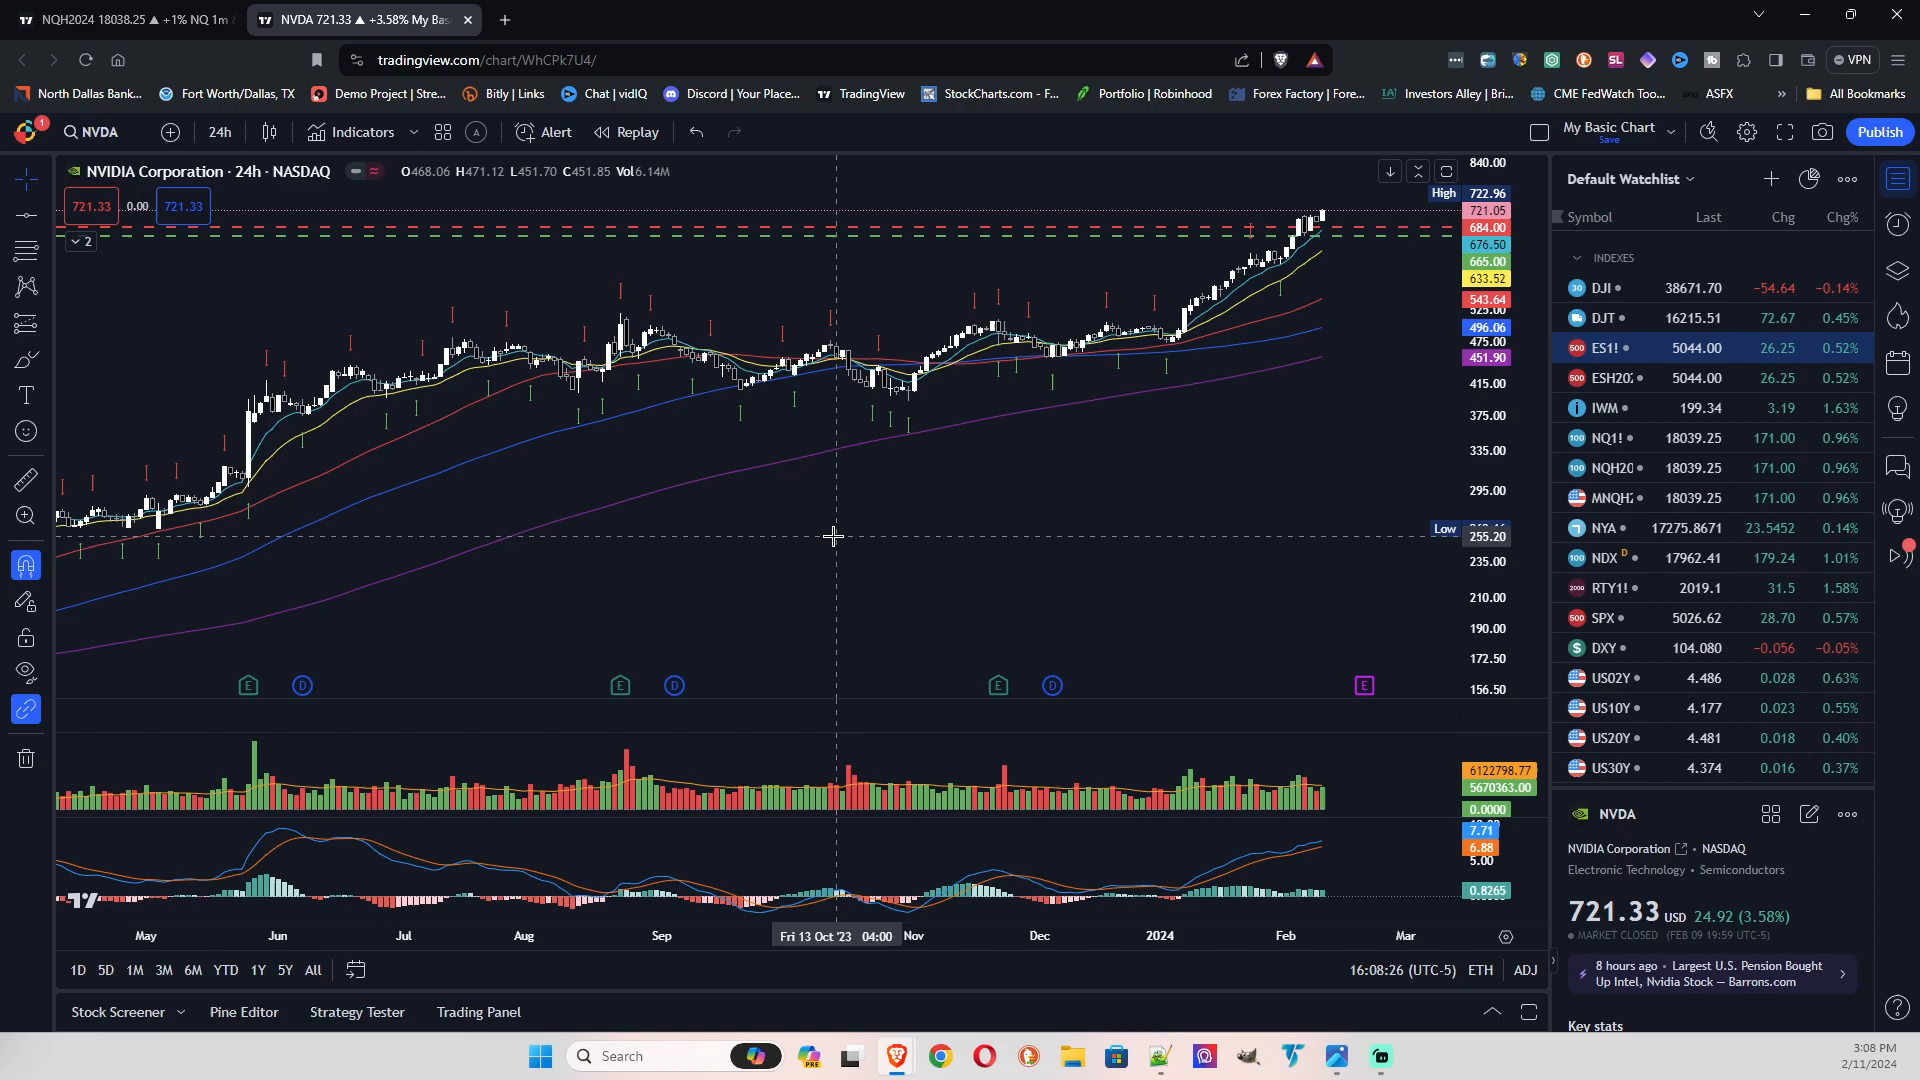 NQH2024 18038.25 ▲ +1% NQ 1m
NVDA 721.33 ▲ +3.58% My Bas
tradingview.com/chart/WhCPk7U4/
VPN
North Dallas Bank...
Fort Worth/Dallas, TX
Demo Project | Stre...
Bitly | Links
Chat | vidIQ
Discord | Your Place...
TradingView
StockCharts.com - F...
Portfolio | Robinhood
Forex Factory | Fore...
Investors Alley | Bri...
CME FedWatch Too...
ASFX
All Bookmarks
1
NVDA
24h
Indicators
A
Alert
Replay
My Basic Chart
Save
Publish
NVIDIA Corporation · 24h · NASDAQ
O468.06 H471.12 L451.70 C451.85 Vol6.14M
721.33
0.00
721.33
2
840.00
High 722.96
721.05
684.00
676.50
665.00
633.52
543.64
525.00
496.06
475.00
451.90
415.00
375.00
335.00
295.00
Low
255.20
235.00
210.00
190.00
172.50
156.50
E D E D E D E
6122798.77
5670363.00
0.0000
7.71
6.88
5.00
0.8265
May Jun Jul Aug Sep Fri 13 Oct '23 04:00 Nov Dec 2024 Feb Mar
1D 5D 1M 3M 6M YTD 1Y 5Y All
16:08:26 (UTC-5) ETH ADJ
Stock Screener Pine Editor Strategy Tester Trading Panel
Default Watchlist
Symbol Last Chg Chg%
INDEXES
DJI 38671.70 −54.64 −0.14%
DJT 16215.51 72.67 0.45%
ES1! 5044.00 26.25 0.52%
ESH202 5044.00 26.25 0.52%
IWM 199.34 3.19 1.63%
NQ1! 18039.25 171.00 0.96%
NQH20 18039.25 171.00 0.96%
MNQH2 18039.25 171.00 0.96%
NYA 17275.8671 23.5452 0.14%
NDX D 17962.41 179.24 1.01%
RTY1! 2019.1 31.5 1.58%
SPX 5026.62 28.70 0.57%
DXY 104.080 −0.056 −0.05%
US02Y 4.486 0.028 0.63%
US10Y 4.177 0.023 0.55%
US20Y 4.481 0.018 0.40%
US30Y 4.374 0.016 0.37%
NVDA
NVIDIA Corporation • NASDAQ
Electronic Technology • Semiconductors
721.33 USD 24.92 (3.58%)
MARKET CLOSED (FEB 09 19:59 UTC-5)
8 hours ago • Largest U.S. Pension Bought
Up Intel, Nvidia Stock — Barrons.com
Key stats
Search
3:08 PM
2/11/2024